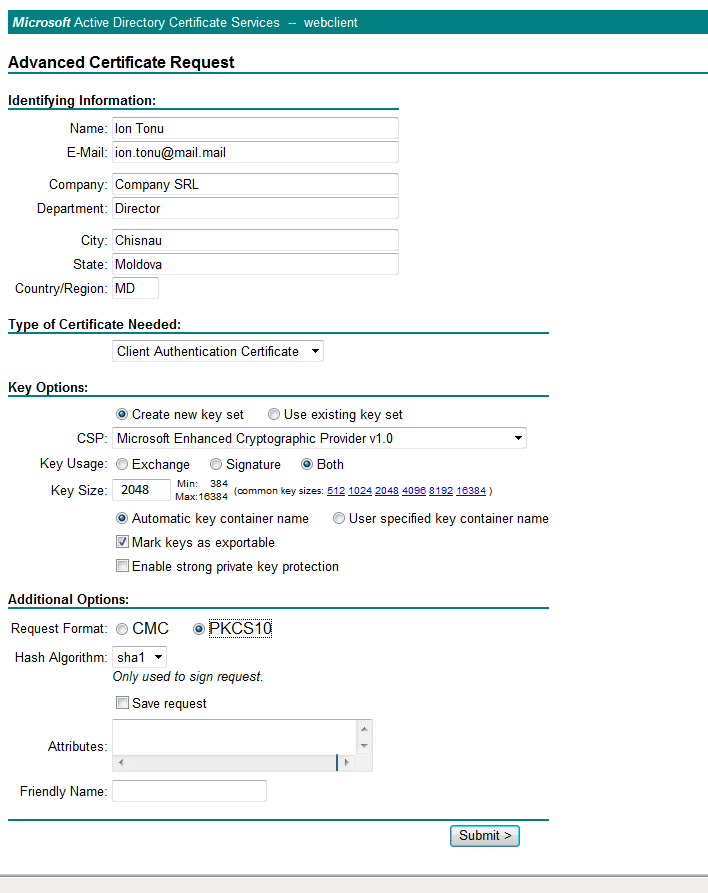 Microsoft Active Directory Certificate Services -- webclient
Advanced Certificate Request
Identifying Information:
Name: Ion Tonu
E-Mail: ion.tonu@mail.mail
Company: Company SRL
Department: Director
City: Chisnau
State: Moldova
Country/Region: MD
Type of Certificate Needed:
Client Authentication Certificate
Key Options:
Create new key set Use existing key set
CSP: Microsoft Enhanced Cryptographic Provider v1.0
Key Usage: Exchange Signature Both
Key Size: 2048 Min: 384 Max:16384 (common key sizes: 512 1024 2048 4096 8192 16384 )
Automatic key container name User specified key container name
Mark keys as exportable
Enable strong private key protection
Additional Options:
Request Format: CMC PKCS10
Hash Algorithm: sha1
Only used to sign request.
Save request
Attributes:
Friendly Name:
Submit >